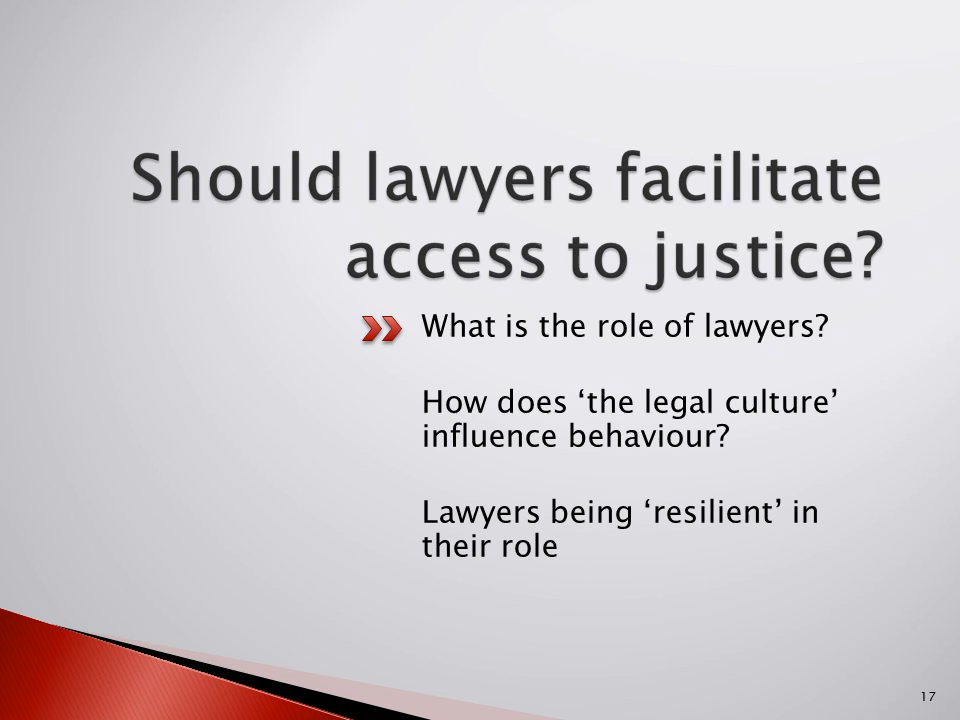 Should lawyers facilitate
access to justice?
What is the role of lawyers?
How does ‘the legal culture’
influence behaviour?
Lawyers being ‘resilient’ in
their role
17